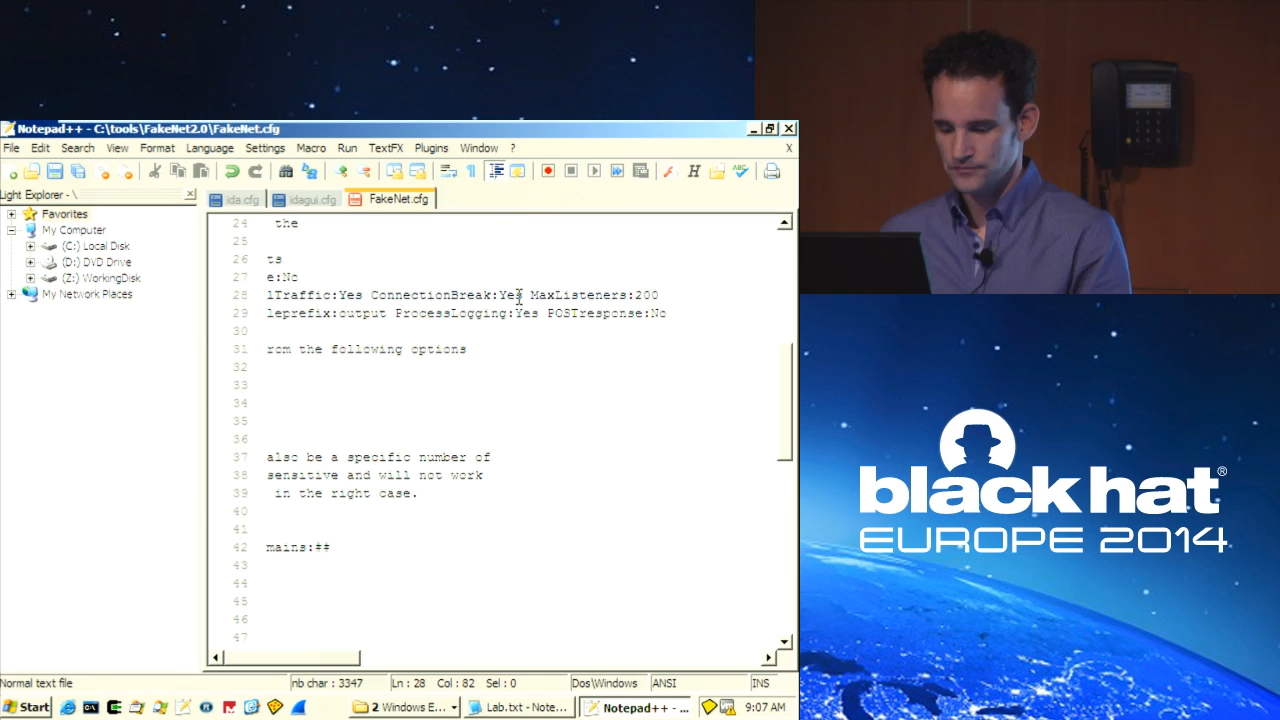 Notepad++ - C:\tools\FakeNet2.0\FakeNet.cfg
File Edit Search View Format Language Settings Macro Run TextFX Plugins Window ? X
Light Explorer - \
ida.cfg idagui.cfg FakeNet.cfg
Favorites
My Computer
(C:) Local Disk
(D:) DVD Drive
(Z:) WorkingDisk
My Network Places
24 the
25
26 ts
27 e:No
28 lTraffic:Yes ConnectionBreak:Yes MaxListeners:200
29 leprefix:output ProcessLogging:Yes POSTresponse:No
30
31 rom the following options
32
33
34
35
36
37 also be a specific number of
38 sensitive and will not work
39 in the right case.
40
41
42 mains:##
43
44
45
46
47
Normal text file nb char : 3347 Ln : 28 Col : 82 Sel : 0 Dos\Windows ANSI INS
Start 2 Windows E... Lab.txt - Note... Notepad++ - ... 9:07 AM
black hat®
EUROPE 2014